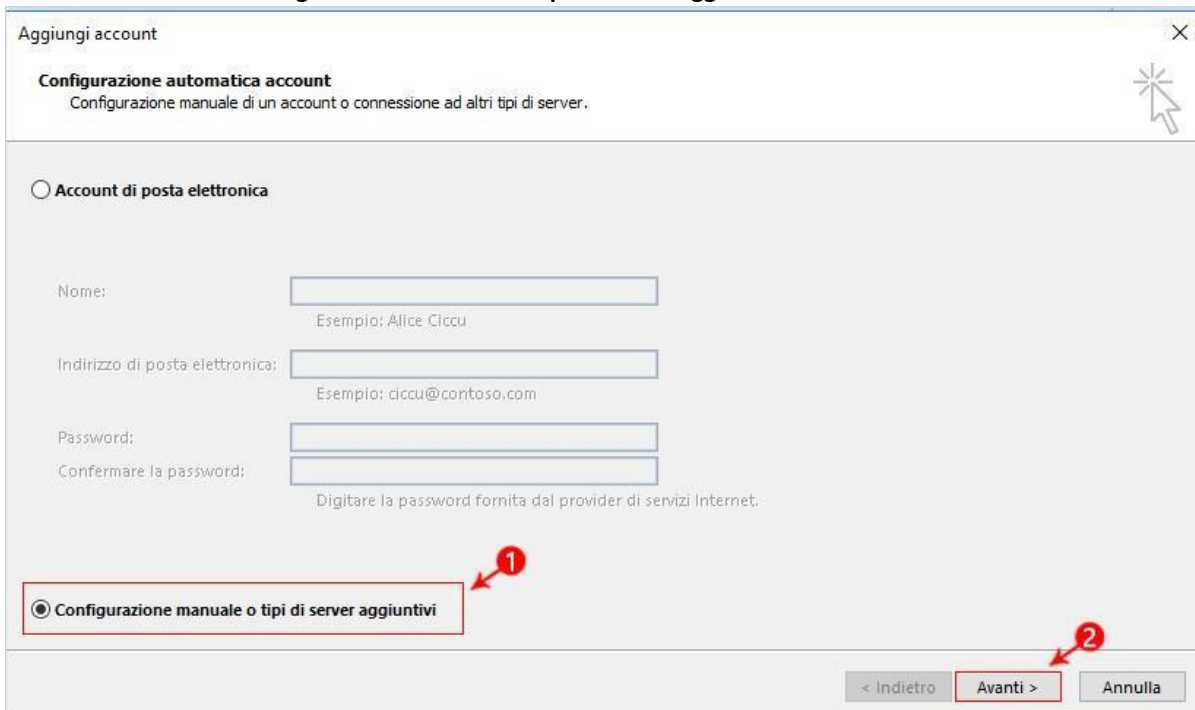 Aggiungi account
Configurazione automatica account
Configurazione manuale di un account o connessione ad altri tipi di server.
Account di posta elettronica
Nome:
Esempio: Alice Ciccu
Indirizzo di posta elettronica:
Esempio: ciccu@contoso.com
Password:
Confermare la password:
Digitare la password fornita dal provider di servizi Internet.
1
Configurazione manuale o tipi di server aggiuntivi
2
< Indietro Avanti > Annulla